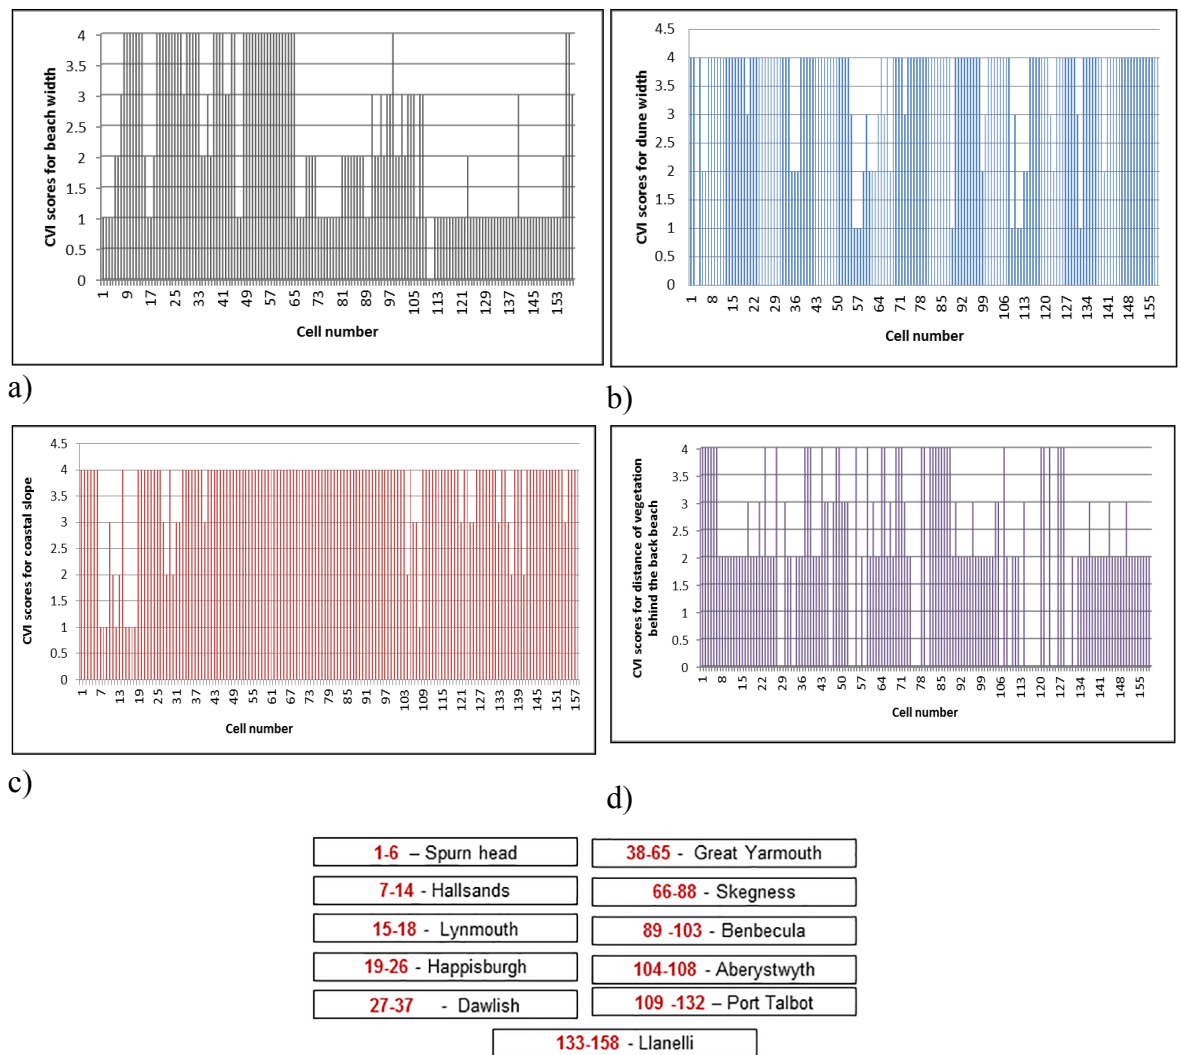 CVI scores for beach width
4
3.5
3
2.5
2
1.5
1
0.5
0
1 9 17 25 33 41 49 57 65 73 81 89 97 105 113 121 129 137 145 153
Cell number
a)
CVI scores for dune width
4.5
4
3.5
3
2.5
2
1.5
1
0.5
0
1 8 15 22 29 36 43 50 57 64 71 78 85 92 99 106 113 120 127 134 141 148 155
Cell number
b)
CVI scores for coastal slope
4.5
4
3.5
3
2.5
2
1.5
1
0.5
0
1 7 13 19 25 31 37 43 49 55 61 67 73 79 85 91 97 103 109 115 121 127 133 139 145 151 157
Cell number
c)
CVI scores for distance of vegetation
behind the back beach
4
3.5
3
2.5
2
1.5
1
0.5
0
1 8 15 22 29 36 43 50 57 64 71 78 85 92 99 106 113 120 127 134 141 148 155
Cell number
d)
1-6 – Spurn head
38-65 - Great Yarmouth
7-14 - Hallsands
66-88 - Skegness
15-18 - Lynmouth
89 -103 - Benbecula
19-26 - Happisburgh
104-108 - Aberystwyth
27-37 - Dawlish
109 -132 – Port Talbot
133-158 - Llanelli